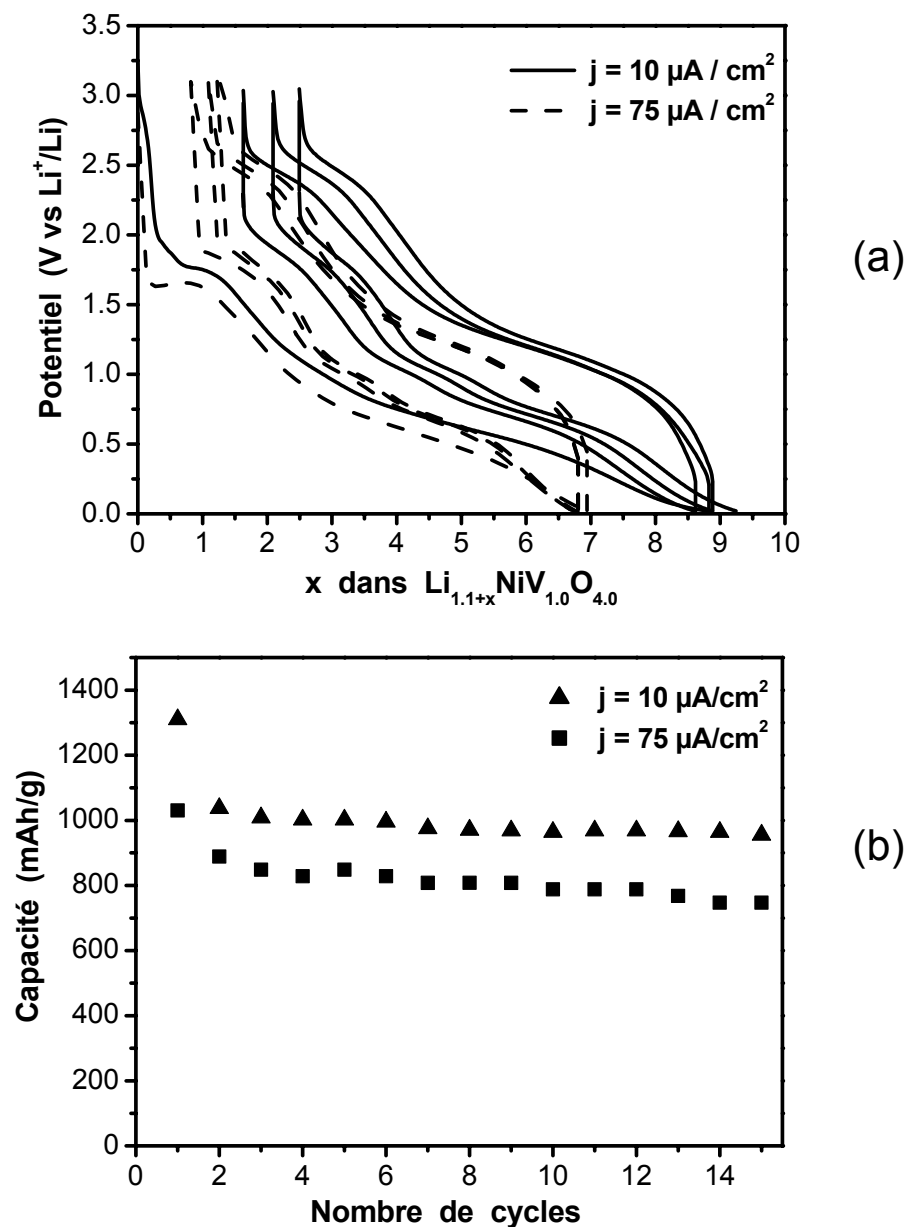 3.5
3.0
2.5
2.0
1.5
1.0
0.5
0.0
Potentiel (V vs Li⁺/Li)
j = 10 µA / cm²
j = 75 µA / cm²
(a)
0 1 2 3 4 5 6 7 8 9 10
x dans Li₁.₁₊ₓNiV₁.₀O₄.₀
1400
1200
1000
800
600
400
200
0
Capacité (mAh/g)
j = 10 µA/cm²
j = 75 µA/cm²
(b)
0 2 4 6 8 10 12 14
Nombre de cycles